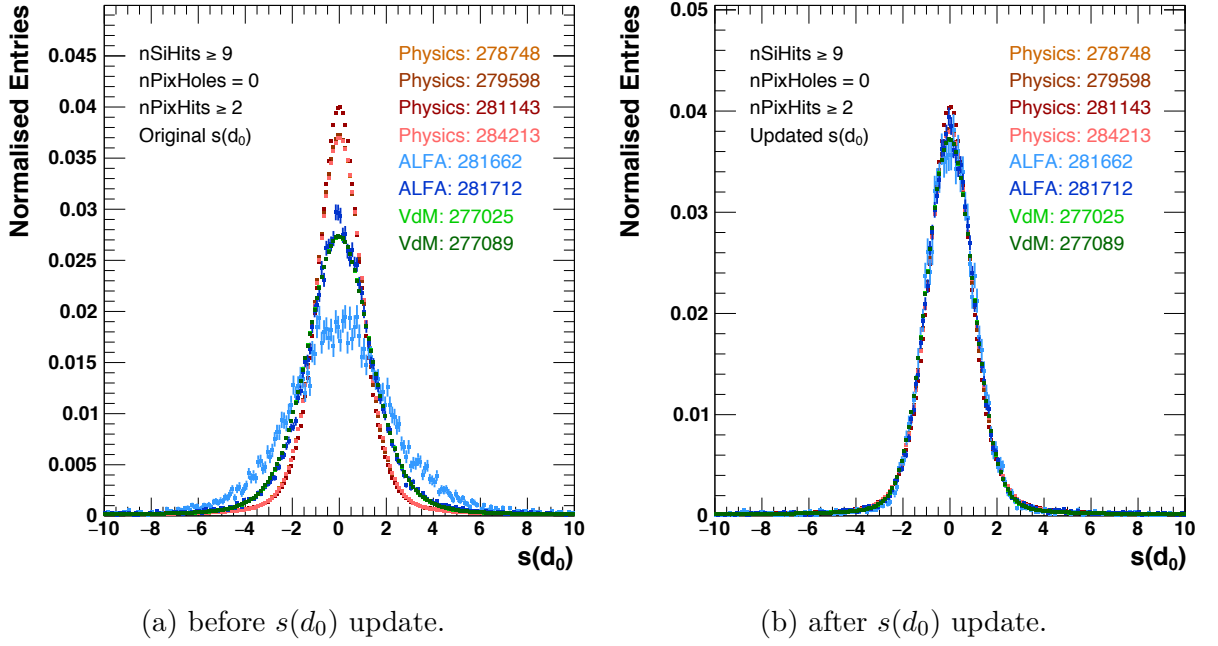 Normalised Entries
0.045
0.04
0.035
0.03
0.025
0.02
0.015
0.01
0.005
0
nSiHits ≥ 9
nPixHoles = 0
nPixHits ≥ 2
Original s(d₀)
Physics: 278748
Physics: 279598
Physics: 281143
Physics: 284213
ALFA: 281662
ALFA: 281712
VdM: 277025
VdM: 277089
−10 −8 −6 −4 −2 0 2 4 6 8 10
s(d₀)
(a) before s(d₀) update.
Normalised Entries
0.05
0.04
0.03
0.02
0.01
0
nSiHits ≥ 9
nPixHoles = 0
nPixHits ≥ 2
Updated s(d₀)
Physics: 278748
Physics: 279598
Physics: 281143
Physics: 284213
ALFA: 281662
ALFA: 281712
VdM: 277025
VdM: 277089
−10 −8 −6 −4 −2 0 2 4 6 8 10
s(d₀)
(b) after s(d₀) update.